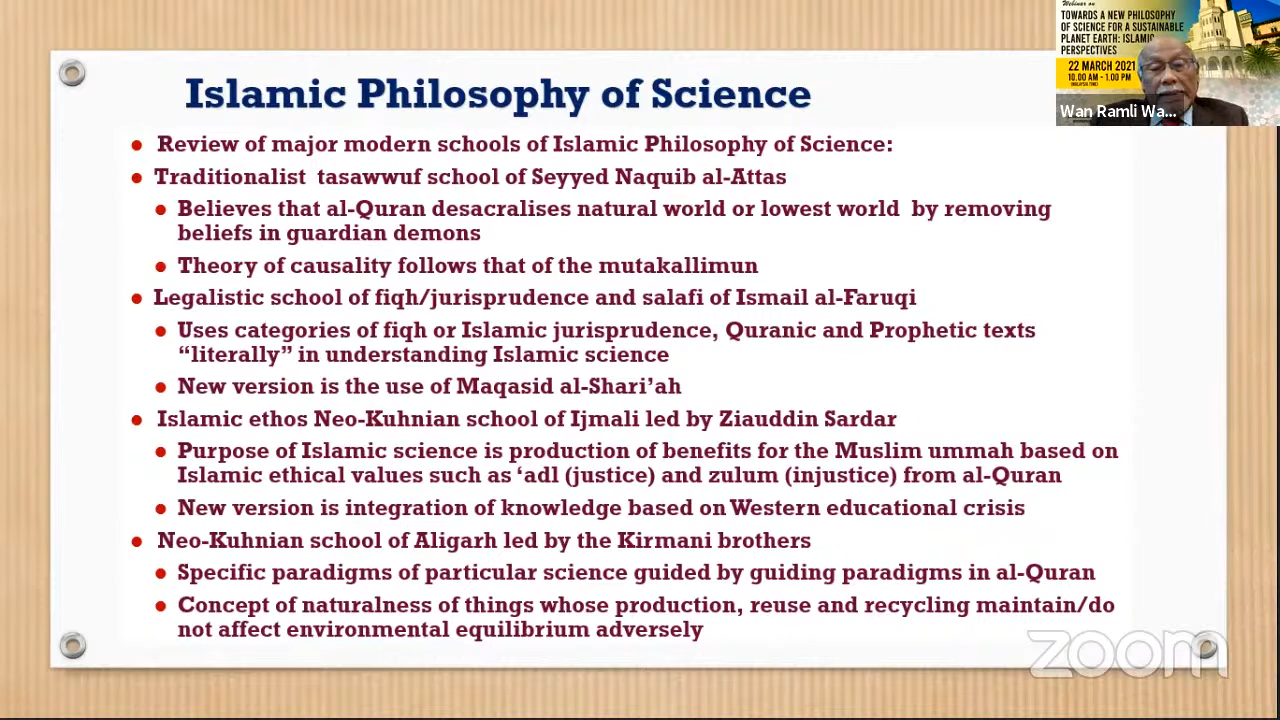 Webinar on
TOWARDS A NEW PHILOSOPHY
OF SCIENCE FOR A SUSTAINABLE
PLANET EARTH: ISLAMIC
PERSPECTIVES
22 MARCH 2021
10.00 AM - 1.00 PM
(MALAYSIA TIME)
Wan Ramli Wa...
Islamic Philosophy of Science
• Review of major modern schools of Islamic Philosophy of Science:
• Traditionalist tasawwuf school of Seyyed Naquib al-Attas
• Believes that al-Quran desacralises natural world or lowest world by removing
beliefs in guardian demons
• Theory of causality follows that of the mutakallimun
• Legalistic school of fiqh/jurisprudence and salafi of Ismail al-Faruqi
• Uses categories of fiqh or Islamic jurisprudence, Quranic and Prophetic texts
“literally” in understanding Islamic science
• New version is the use of Maqasid al-Shari’ah
• Islamic ethos Neo-Kuhnian school of Ijmali led by Ziauddin Sardar
• Purpose of Islamic science is production of benefits for the Muslim ummah based on
Islamic ethical values such as ‘adl (justice) and zulum (injustice) from al-Quran
• New version is integration of knowledge based on Western educational crisis
• Neo-Kuhnian school of Aligarh led by the Kirmani brothers
• Specific paradigms of particular science guided by guiding paradigms in al-Quran
• Concept of naturalness of things whose production, reuse and recycling maintain/do
not affect environmental equilibrium adversely
zoom